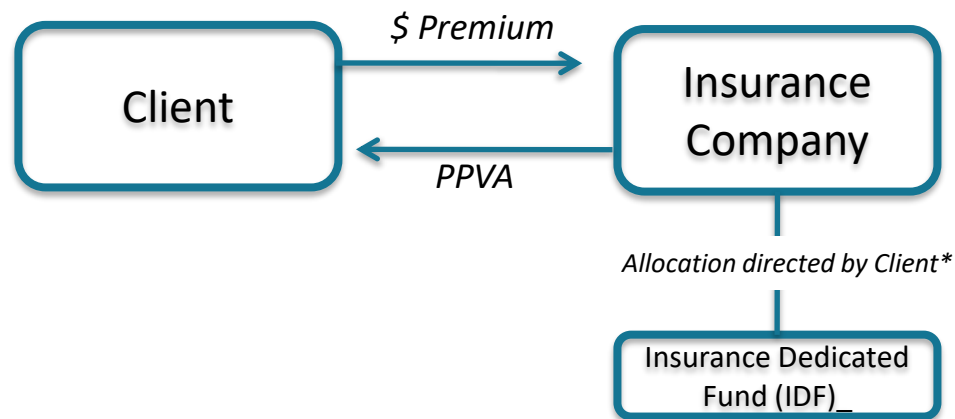 $ Premium
Client
Insurance
Company
PPVA
Allocation directed by Client*
Insurance Dedicated
Fund (IDF)_